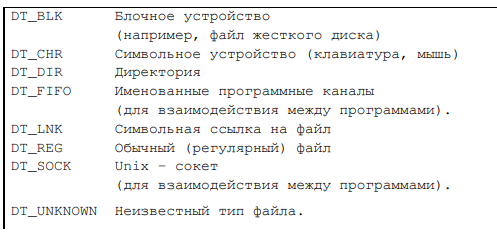 DT_BLK Блочное устройство
(например, файл жесткого диска)
DT_CHR Символьное устройство (клавиатура, мышь)
DT_DIR Директория
DT_FIFO Именованные программные каналы
(для взаимодействия между программами).
DT_LNK Символьная ссылка на файл
DT_REG Обычный (регулярный) файл
DT_SOCK Unix – сокет
(для взаимодействия между программами).
DT_UNKNOWN Неизвестный тип файла.